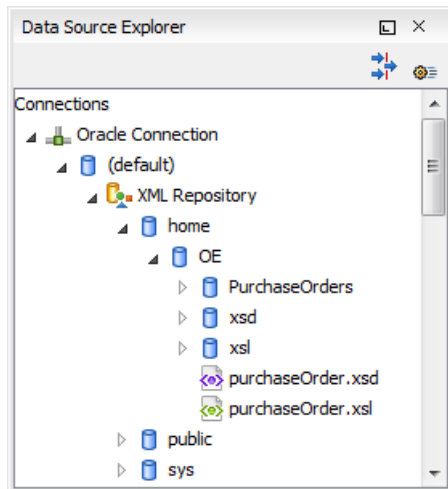 Data Source Explorer
Connections
Oracle Connection
(default)
XML Repository
home
OE
PurchaseOrders
xsd
xsl
purchaseOrder.xsd
purchaseOrder.xsl
public
sys